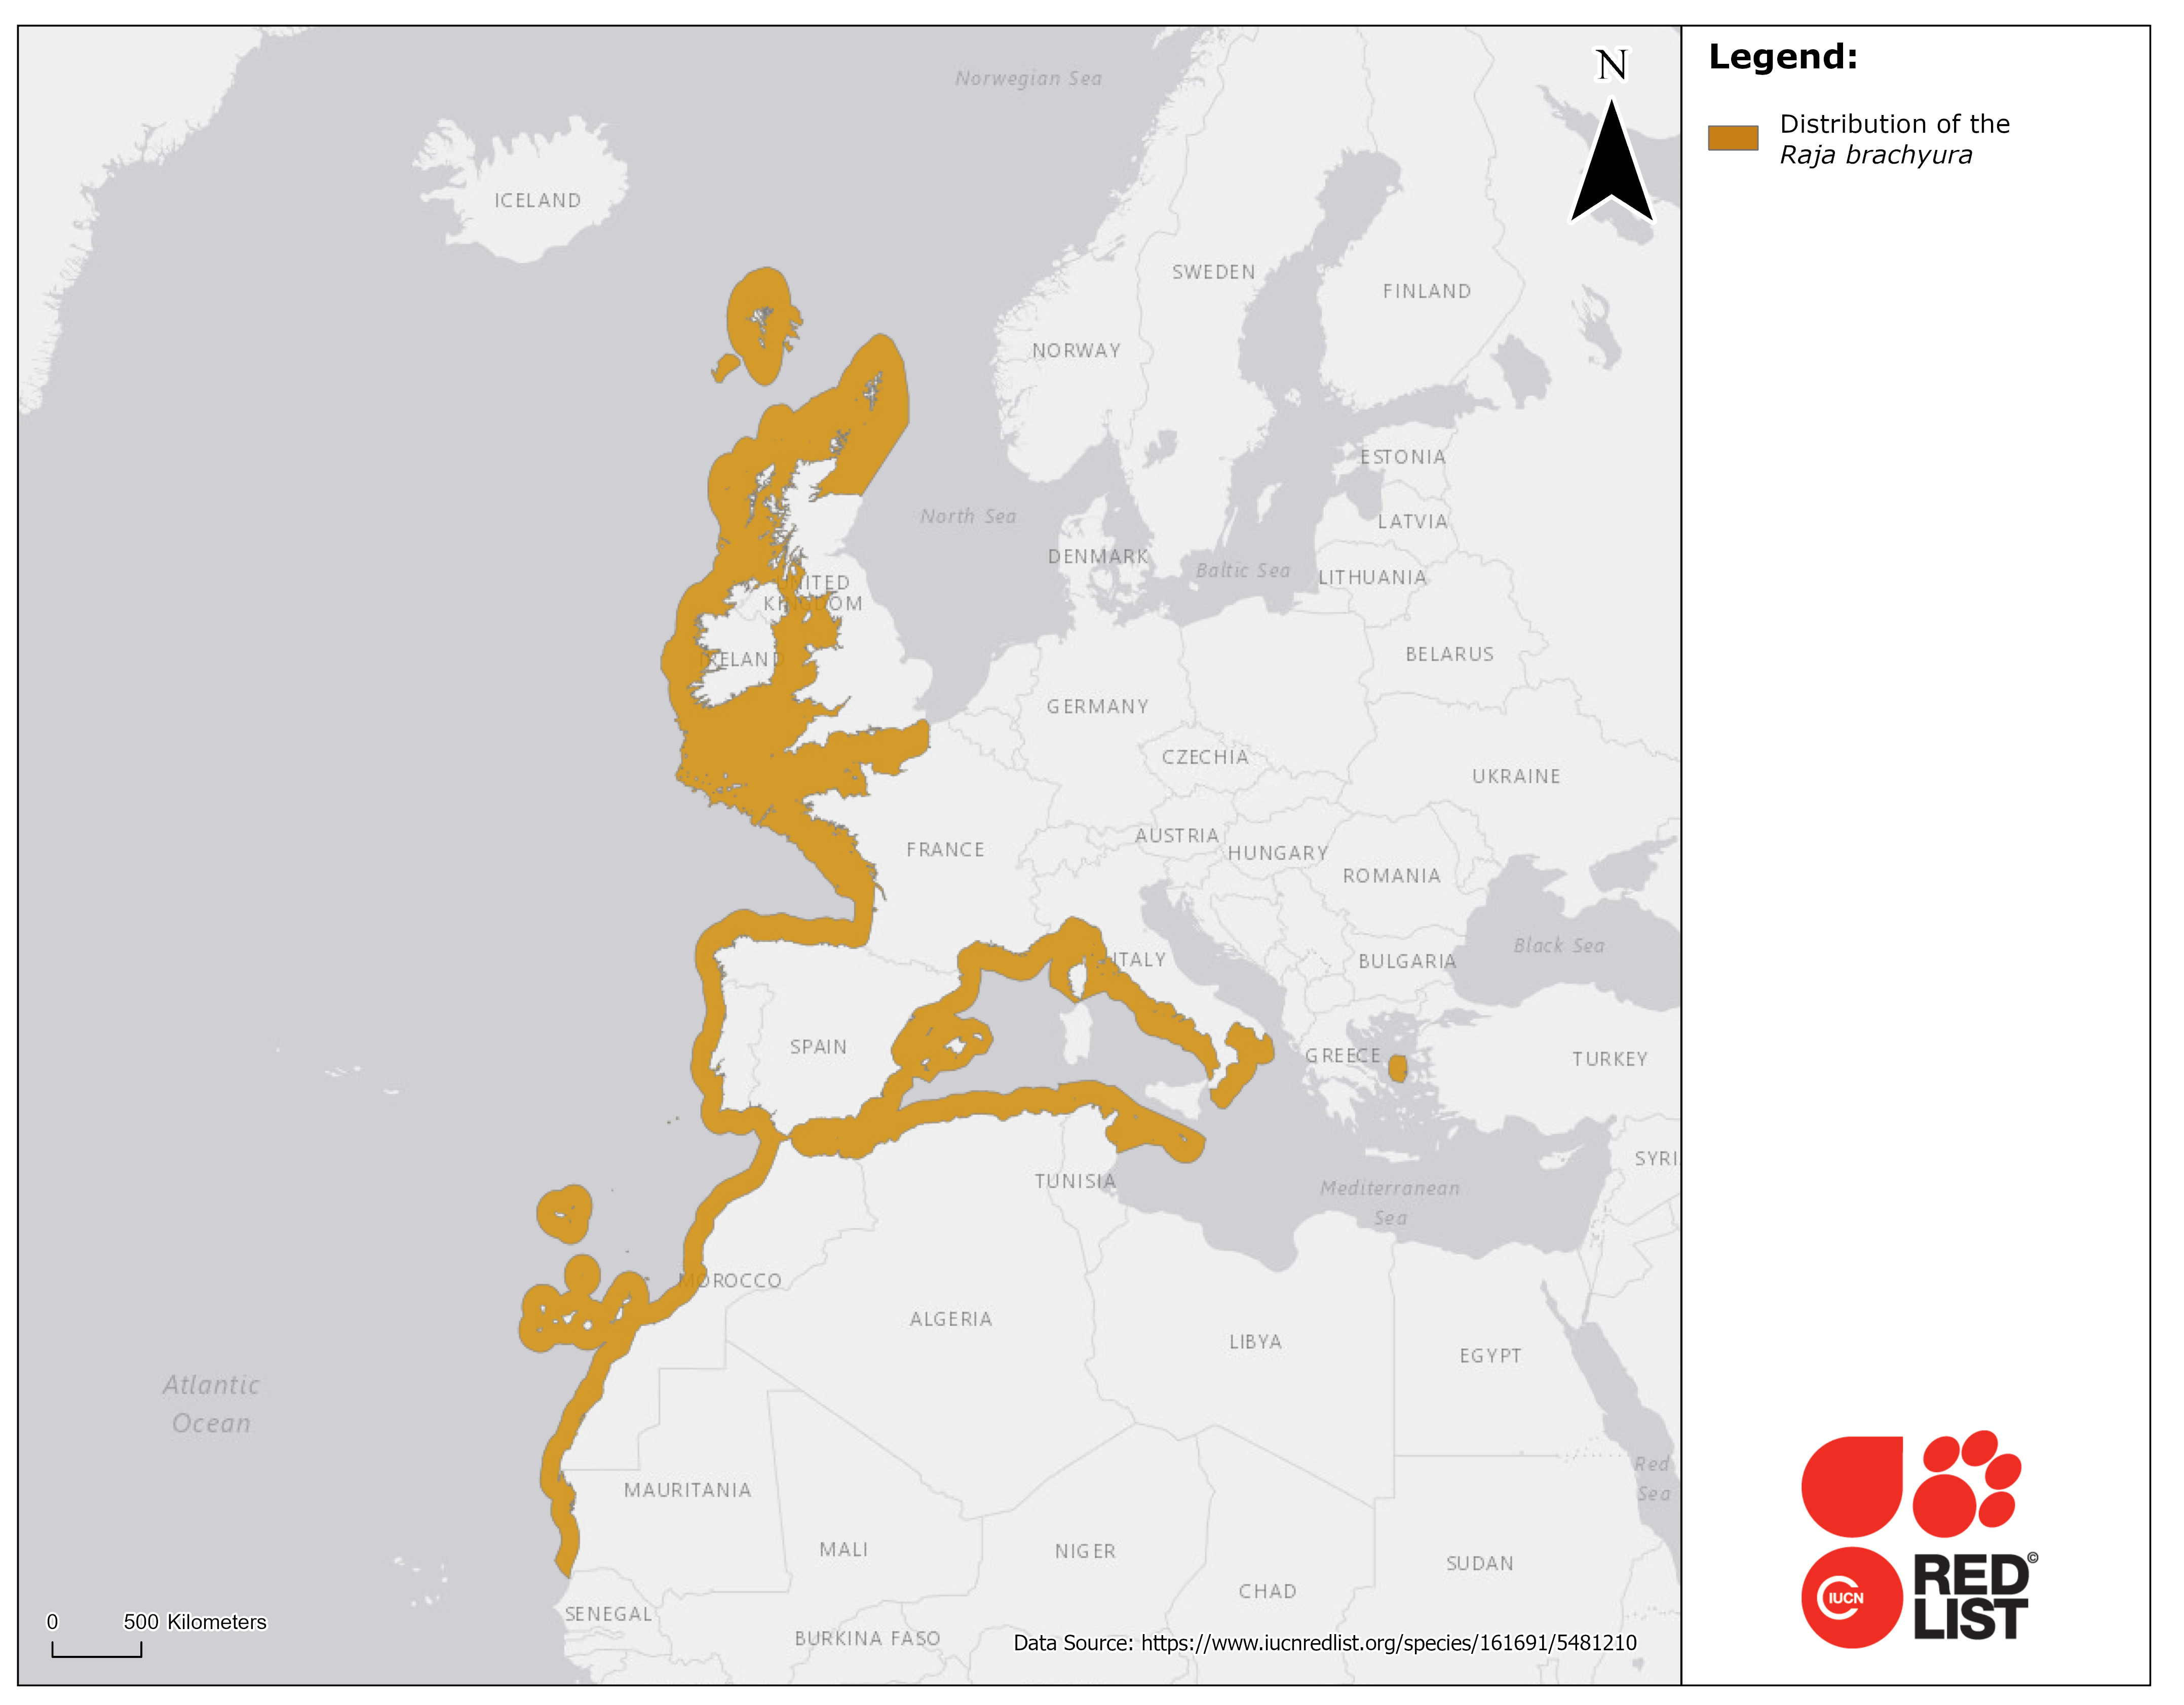 Legend:
Distribution of the
Raja brachyura
N
Norwegian Sea
ICELAND
SWEDEN
FINLAND
NORWAY
ESTONIA
North Sea
LATVIA
DENMARK
Baltic Sea
LITHUANIA
UNITED
KINGDOM
IRELAND
BELARUS
GERMANY
CZECHIA
UKRAINE
AUSTRIA
FRANCE
HUNGARY
ROMANIA
Black Sea
ITALY
BULGARIA
SPAIN
GREECE
TURKEY
SYRI
TUNISIA
Mediterranean
Sea
MOROCCO
ALGERIA
LIBYA
EGYPT
Atlantic
Ocean
Red
Sea
MAURITANIA
MALI
NIGER
SUDAN
CHAD
SENEGAL
BURKINA FASO
0 500 Kilometers
Data Source: https://www.iucnredlist.org/species/161691/5481210
IUCN
RED©
LIST